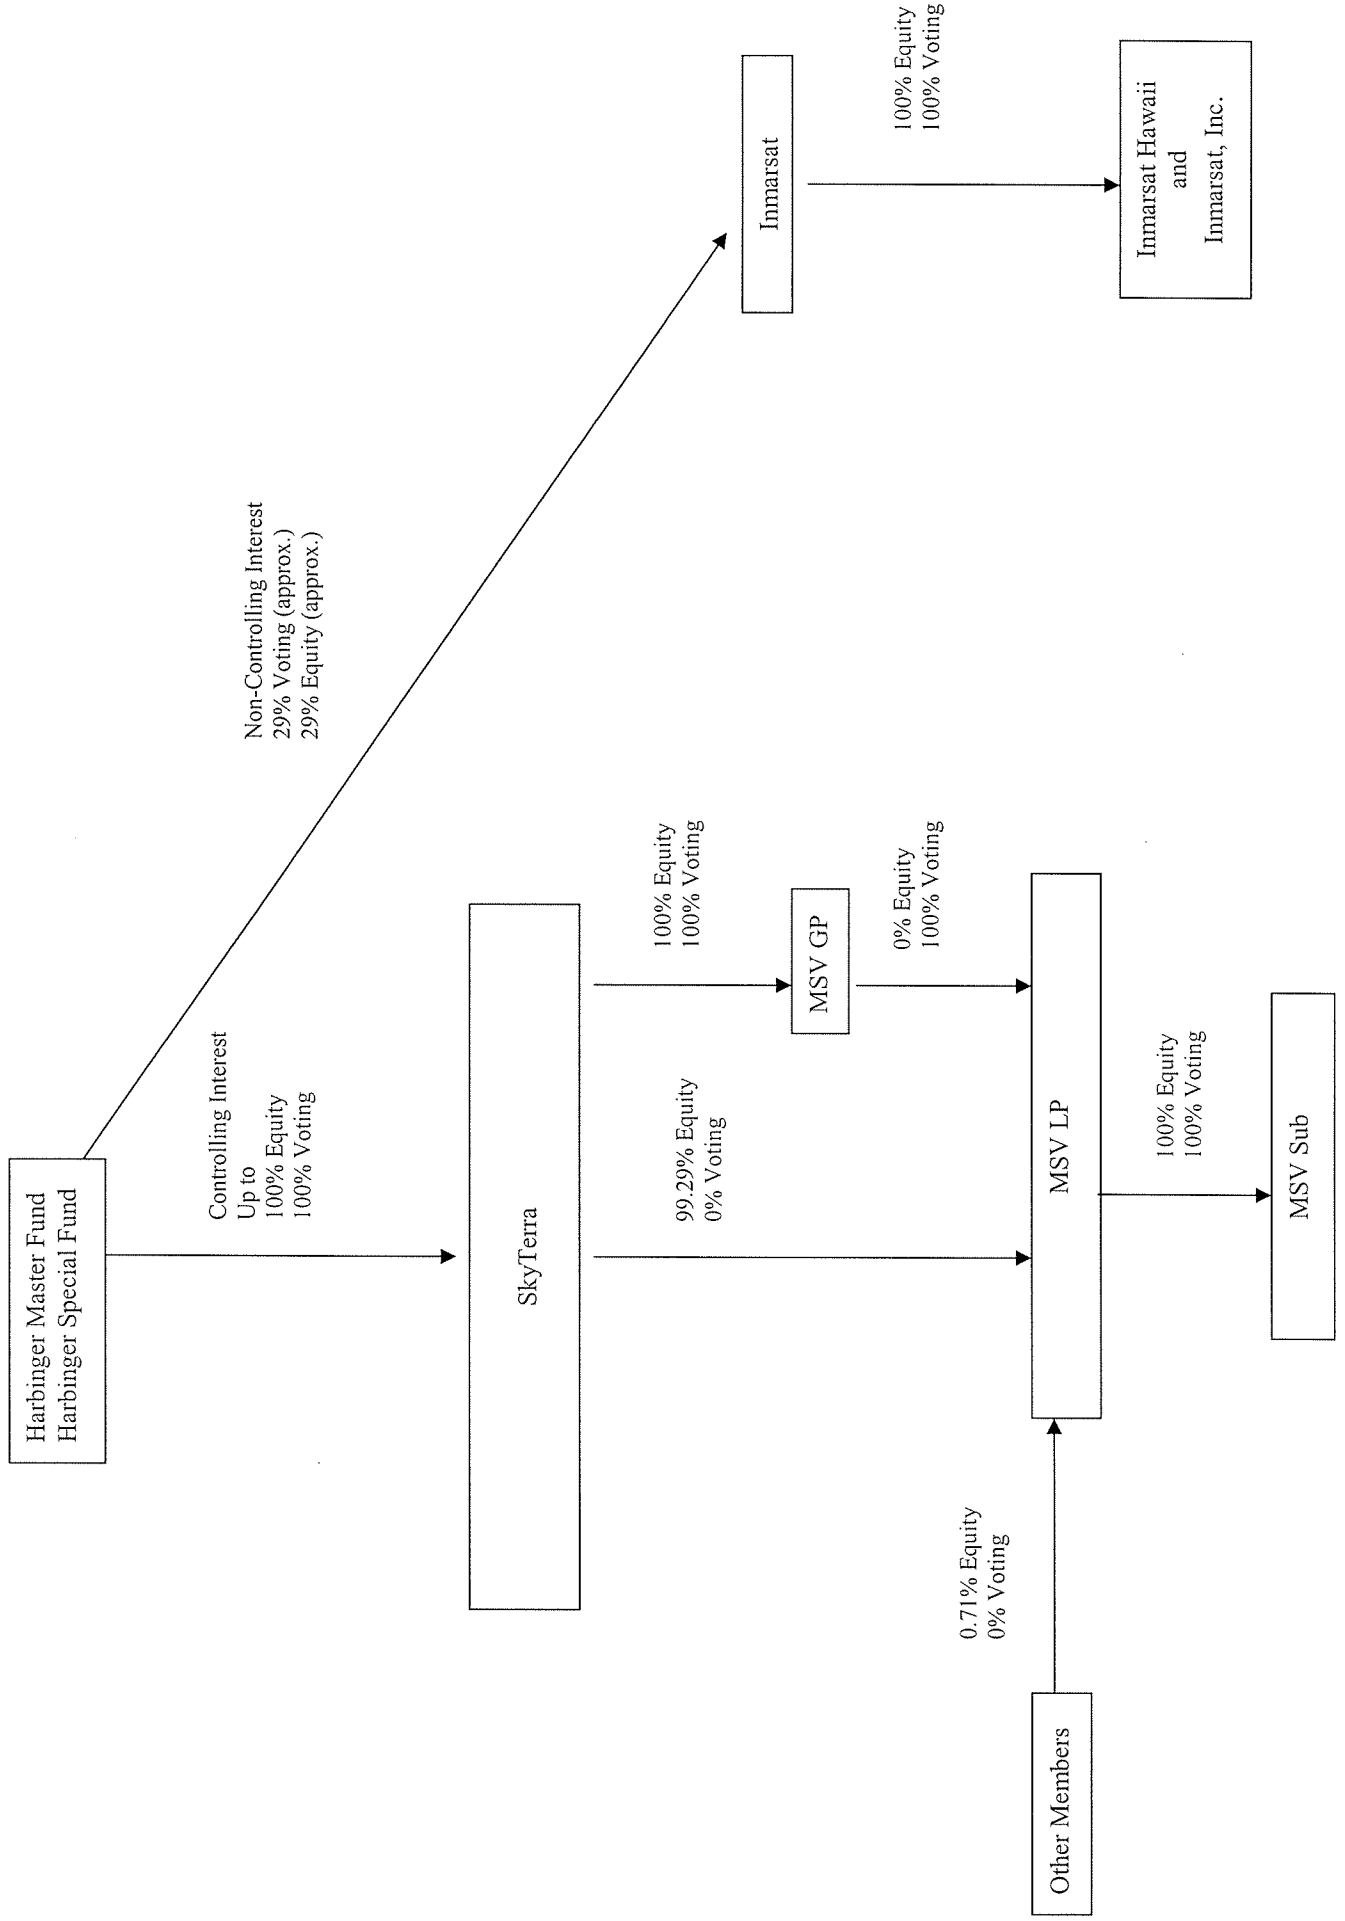 Harbinger Master Fund
Harbinger Special Fund
Controlling Interest
Up to
100% Equity
100% Voting
Non-Controlling Interest
29% Voting (approx.)
29% Equity (approx.)
SkyTerra
99.29% Equity
0% Voting
100% Equity
100% Voting
MSV GP
0% Equity
100% Voting
Inmarsat
100% Equity
100% Voting
Other Members
0.71% Equity
0% Voting
MSV LP
100% Equity
100% Voting
MSV Sub
Inmarsat Hawaii
and
Inmarsat, Inc.